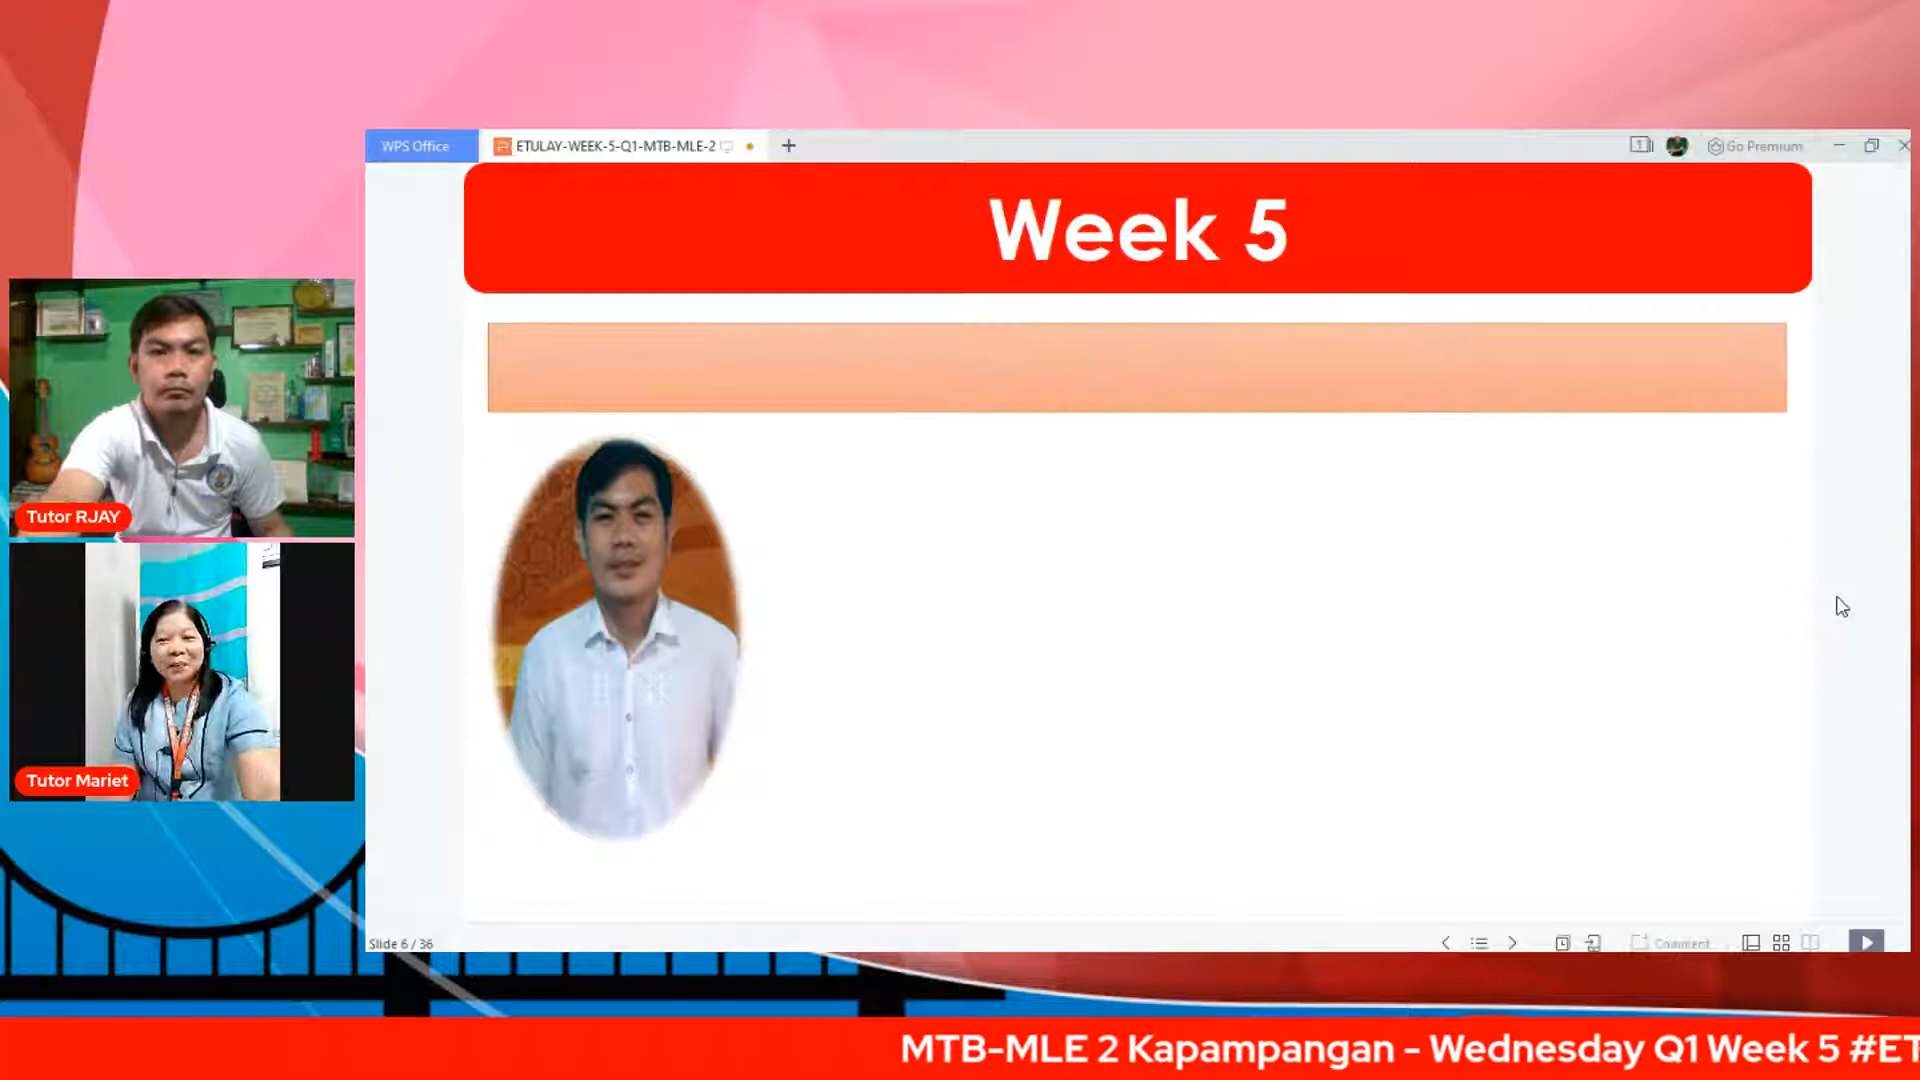 WPS Office
ETULAY-WEEK-5-Q1-MTB-MLE-2
Go Premium
Week 5
Tutor RJAY
Tutor Mariet
Slide 6 / 36
Comment
MTB-MLE 2 Kapampangan - Wednesday Q1 Week 5 #ET